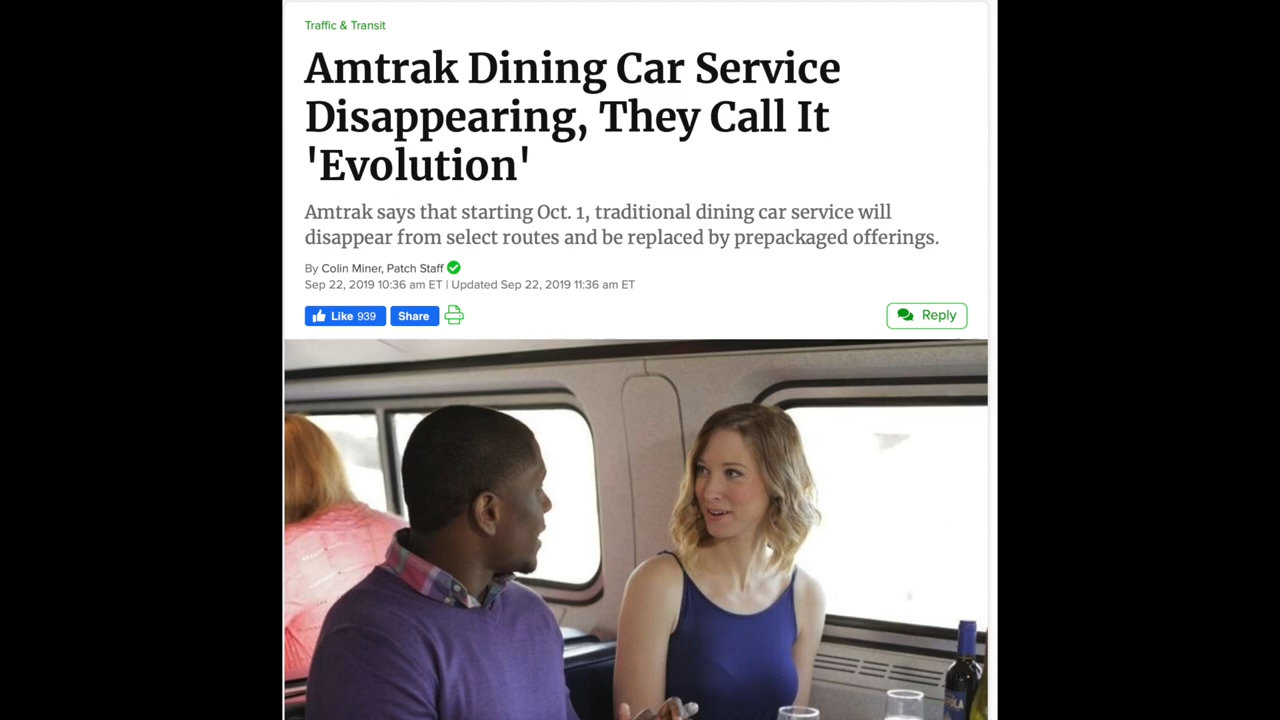 Traffic & Transit
Amtrak Dining Car Service
Disappearing, They Call It
'Evolution'
Amtrak says that starting Oct. 1, traditional dining car service will
disappear from select routes and be replaced by prepackaged offerings.
By Colin Miner, Patch Staff
Sep 22, 2019 10:36 am ET | Updated Sep 22, 2019 11:36 am ET
Like 939 Share Reply